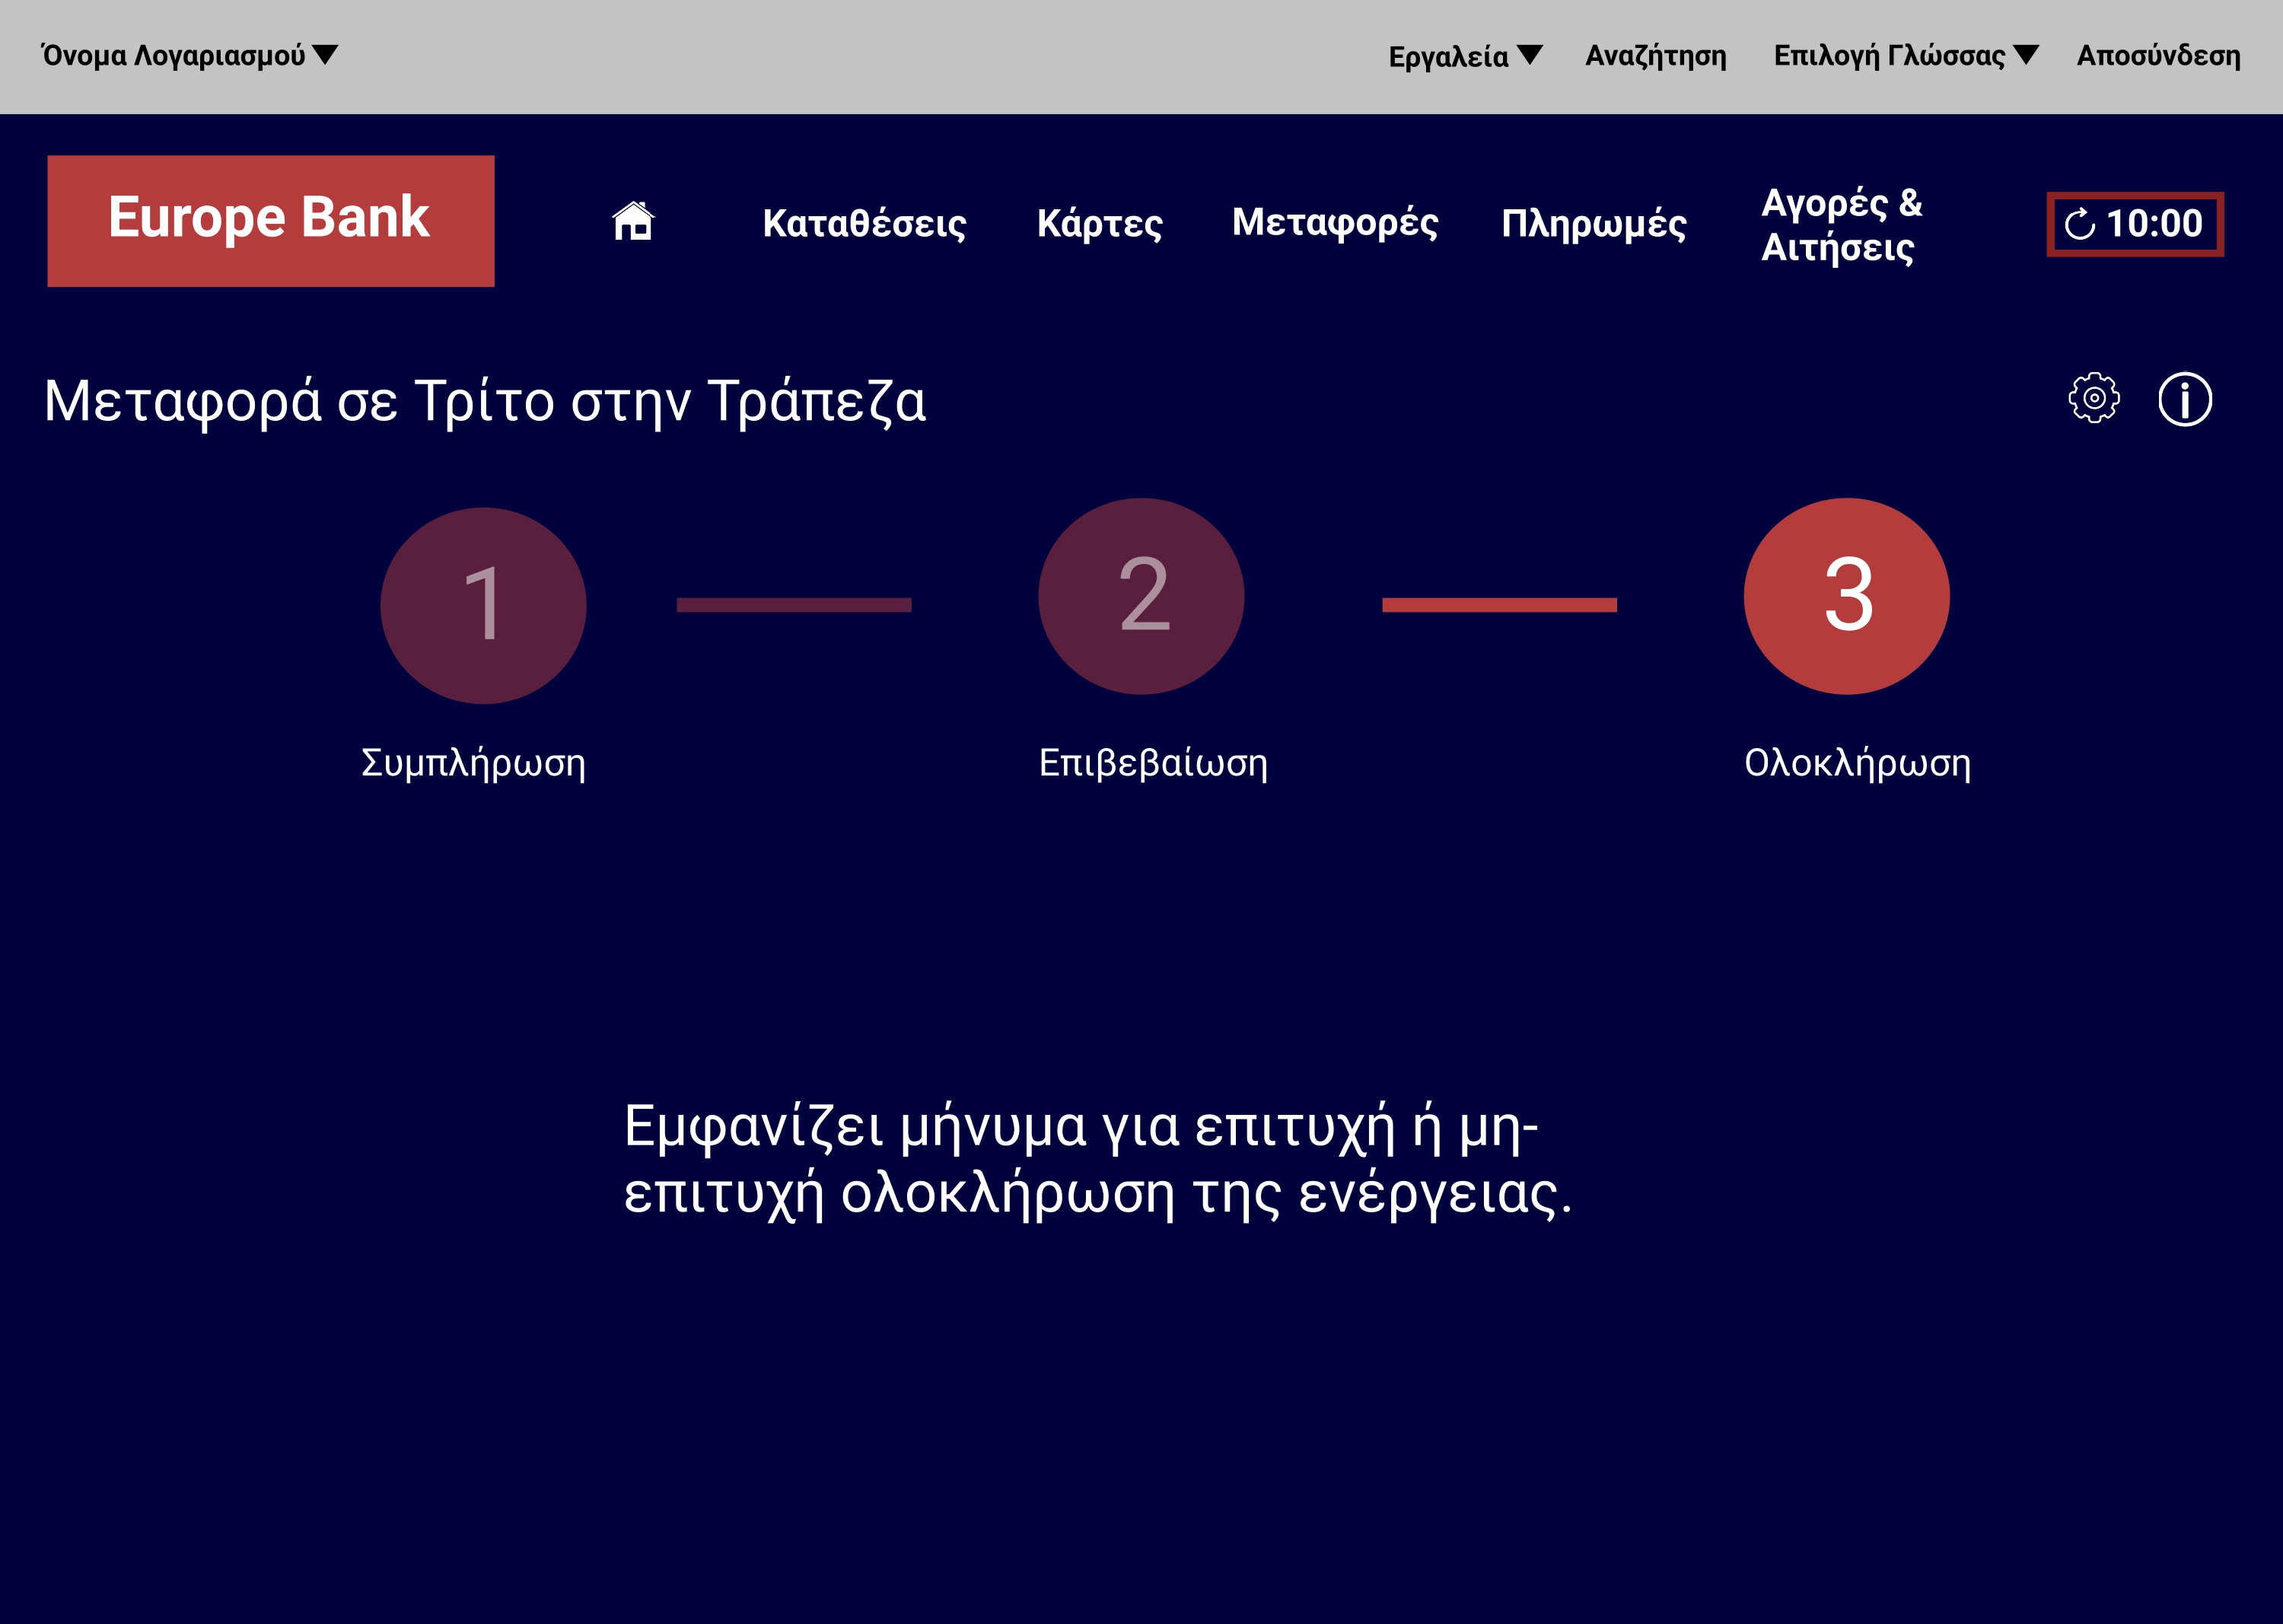 Όνομα Λογαριασμού
Εργαλεία
Αναζήτηση
Επιλογή Γλώσσας
Αποσύνδεση
Europe Bank
Καταθέσεις
Κάρτες
Μεταφορές
Πληρωμές
Αγορές &
Αιτήσεις
10:00
Μεταφορά σε Τρίτο στην Τράπεζα
1
2
3
Συμπλήρωση
Επιβεβαίωση
Ολοκλήρωση
Εμφανίζει μήνυμα για επιτυχή ή μη-
επιτυχή ολοκλήρωση της ενέργειας.